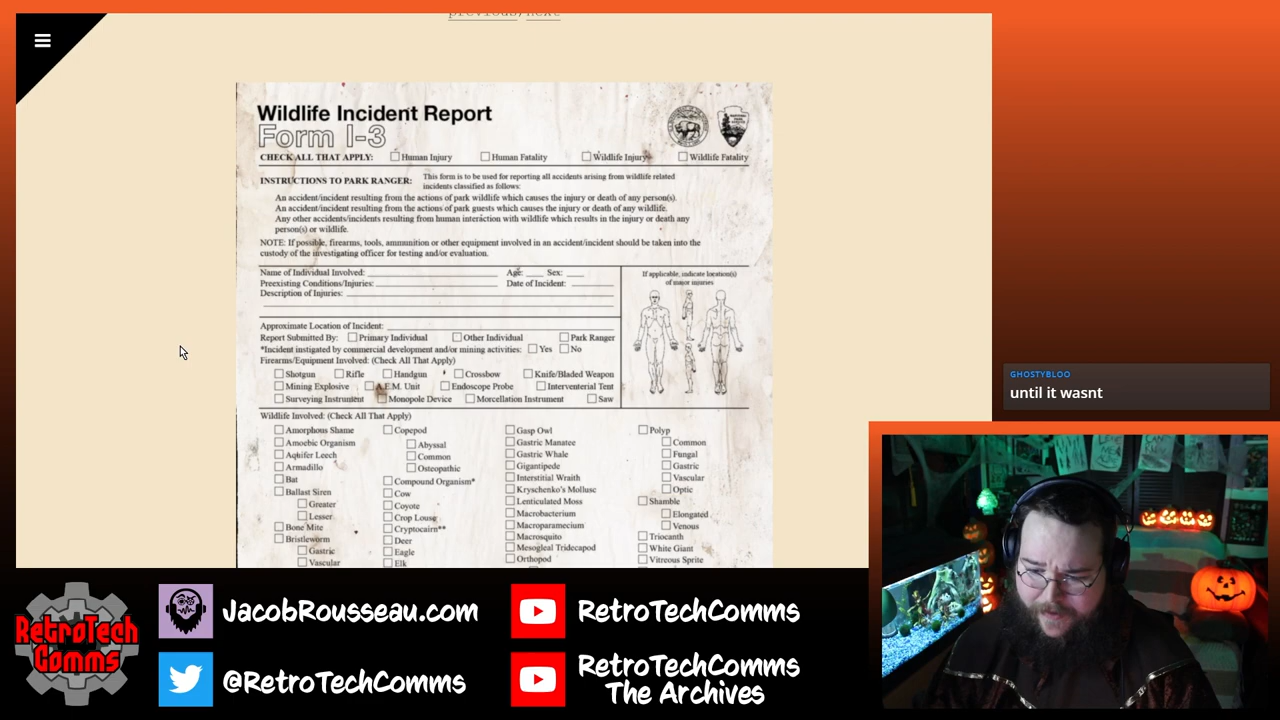 previous/next
Wildlife Incident Report
Form I-3
CHECK ALL THAT APPLY: Human Injury Human Fatality Wildlife Injury Wildlife Fatality
INSTRUCTIONS TO PARK RANGER: This form is to be used for reporting all accidents arising from wildlife related
incidents classified as follows:
An accident/incident resulting from the actions of park wildlife which causes the injury or death of any person(s).
An accident/incident resulting from the actions of park guests which causes the injury or death of any wildlife.
Any other accidents/incidents resulting from human interaction with wildlife which results in the injury or death any
person(s) or wildlife.
NOTE: If possible, firearms, tools, ammunition or other equipment involved in an accident/incident should be taken into the
custody of the investigating officer for testing and/or evaluation.
Name of Individual Involved: Age: Sex:
Preexisting Conditions/Injuries: Date of Incident:
Description of Injuries:
If applicable, indicate location(s)
of major injuries
Approximate Location of Incident:
Report Submitted By: Primary Individual Other Individual Park Ranger
*Incident instigated by commercial development and/or mining activities: Yes No
Firearms/Equipment Involved: (Check All That Apply)
Shotgun Rifle Handgun Crossbow Knife/Bladed Weapon
Mining Explosive A.E.M. Unit Endoscope Probe Interventerial Tent
Surveying Instrument Monopole Device Morcellation Instrument Saw
Wildlife Involved: (Check All That Apply)
Amorphous Shame
Amoebic Organism
Aquifer Leech
Armadillo
Bat
Ballast Siren
Greater
Lesser
Bone Mite
Bristleworm
Gastric
Vascular
Copepod
Abyssal
Common
Osteopathic
Compound Organism*
Cow
Coyote
Crop Louse
Cryptocairn**
Deer
Eagle
Elk
Gasp Owl
Gastric Manatee
Gastric Whale
Gigantipede
Interstitial Wraith
Kryschenko's Mollusc
Lenticulated Moss
Macrobacterium
Macroparamecium
Macrosquito
Mesogleal Tridecapod
Orthopod
Polyp
Common
Fungal
Gastric
Vascular
Optic
Shamble
Elongated
Venous
Triocanth
White Giant
Vitreous Sprite
GHOSTYBLOO
until it wasnt
RetroTech
Comms
JacobRousseau.com
@RetroTechComms
RetroTechComms
RetroTechComms
The Archives